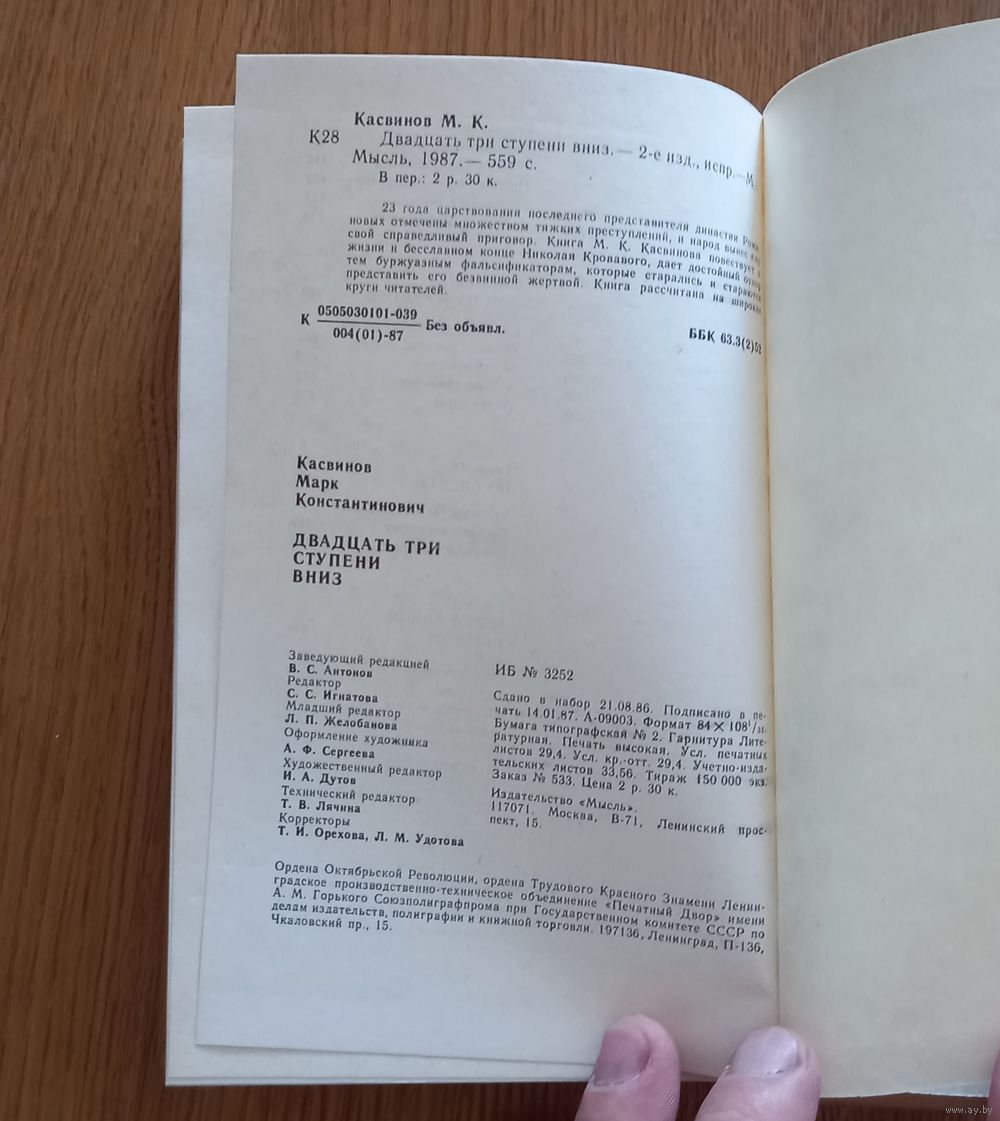 Касвинов М. К.
К28 Двадцать три ступени вниз.— 2-е изд., испр.—М.:
Мысль, 1987.— 559 с.
В пер.: 2 р. 30 к.
23 года царствования последнего представителя династии Рома-
новых отмечены множеством тяжких преступлений, и народ вынес ему
свой справедливый приговор. Книга М. К. Касвинова повествует о
жизни и бесславном конце Николая Кровавого, дает достойный отпор
тем буржуазным фальсификаторам, которые старались и стараются
представить его безвинной жертвой. Книга рассчитана на широкие
круги читателей.
К 0505030101-039
004(01)-87 Без объявл.
ББК 63.3(2)52
Касвинов
Марк
Константинович
ДВАДЦАТЬ ТРИ
СТУПЕНИ
ВНИЗ
Заведующий редакцией
В. С. Антонов
Редактор
С. С. Игнатова
Младший редактор
Л. П. Желобанова
Оформление художника
А. Ф. Сергеева
Художественный редактор
И. А. Дутов
Технический редактор
Т. В. Лячина
Корректоры
Т. И. Орехова, Л. М. Удотова
ИБ № 3252
Сдано в набор 21.08.86. Подписано в пе-
чать 14.01.87. А-09003. Формат 84×108¹/
Бумага типографская № 2. Гарнитура Лите-
ратурная. Печать высокая. Усл. печатных
листов 29,4. Усл. кр.-отт. 29,4. Учетно-изда-
тельских листов 33,56. Тираж 150 000 экз.
Заказ № 533. Цена 2 р. 30 к.
Издательство «Мысль».
117071. Москва, В-71, Ленинский прос-
пект, 15.
Ордена Октябрьской Революции, ордена Трудового Красного Знамени Ленин-
градское производственно-техническое объединение «Печатный Двор» имени
А. М. Горького Союзполиграфпрома при Государственном комитете СССР по
делам издательств, полиграфии и книжной торговли. 197136, Ленинград, П-136,
Чкаловский пр., 15.
www.ay.by